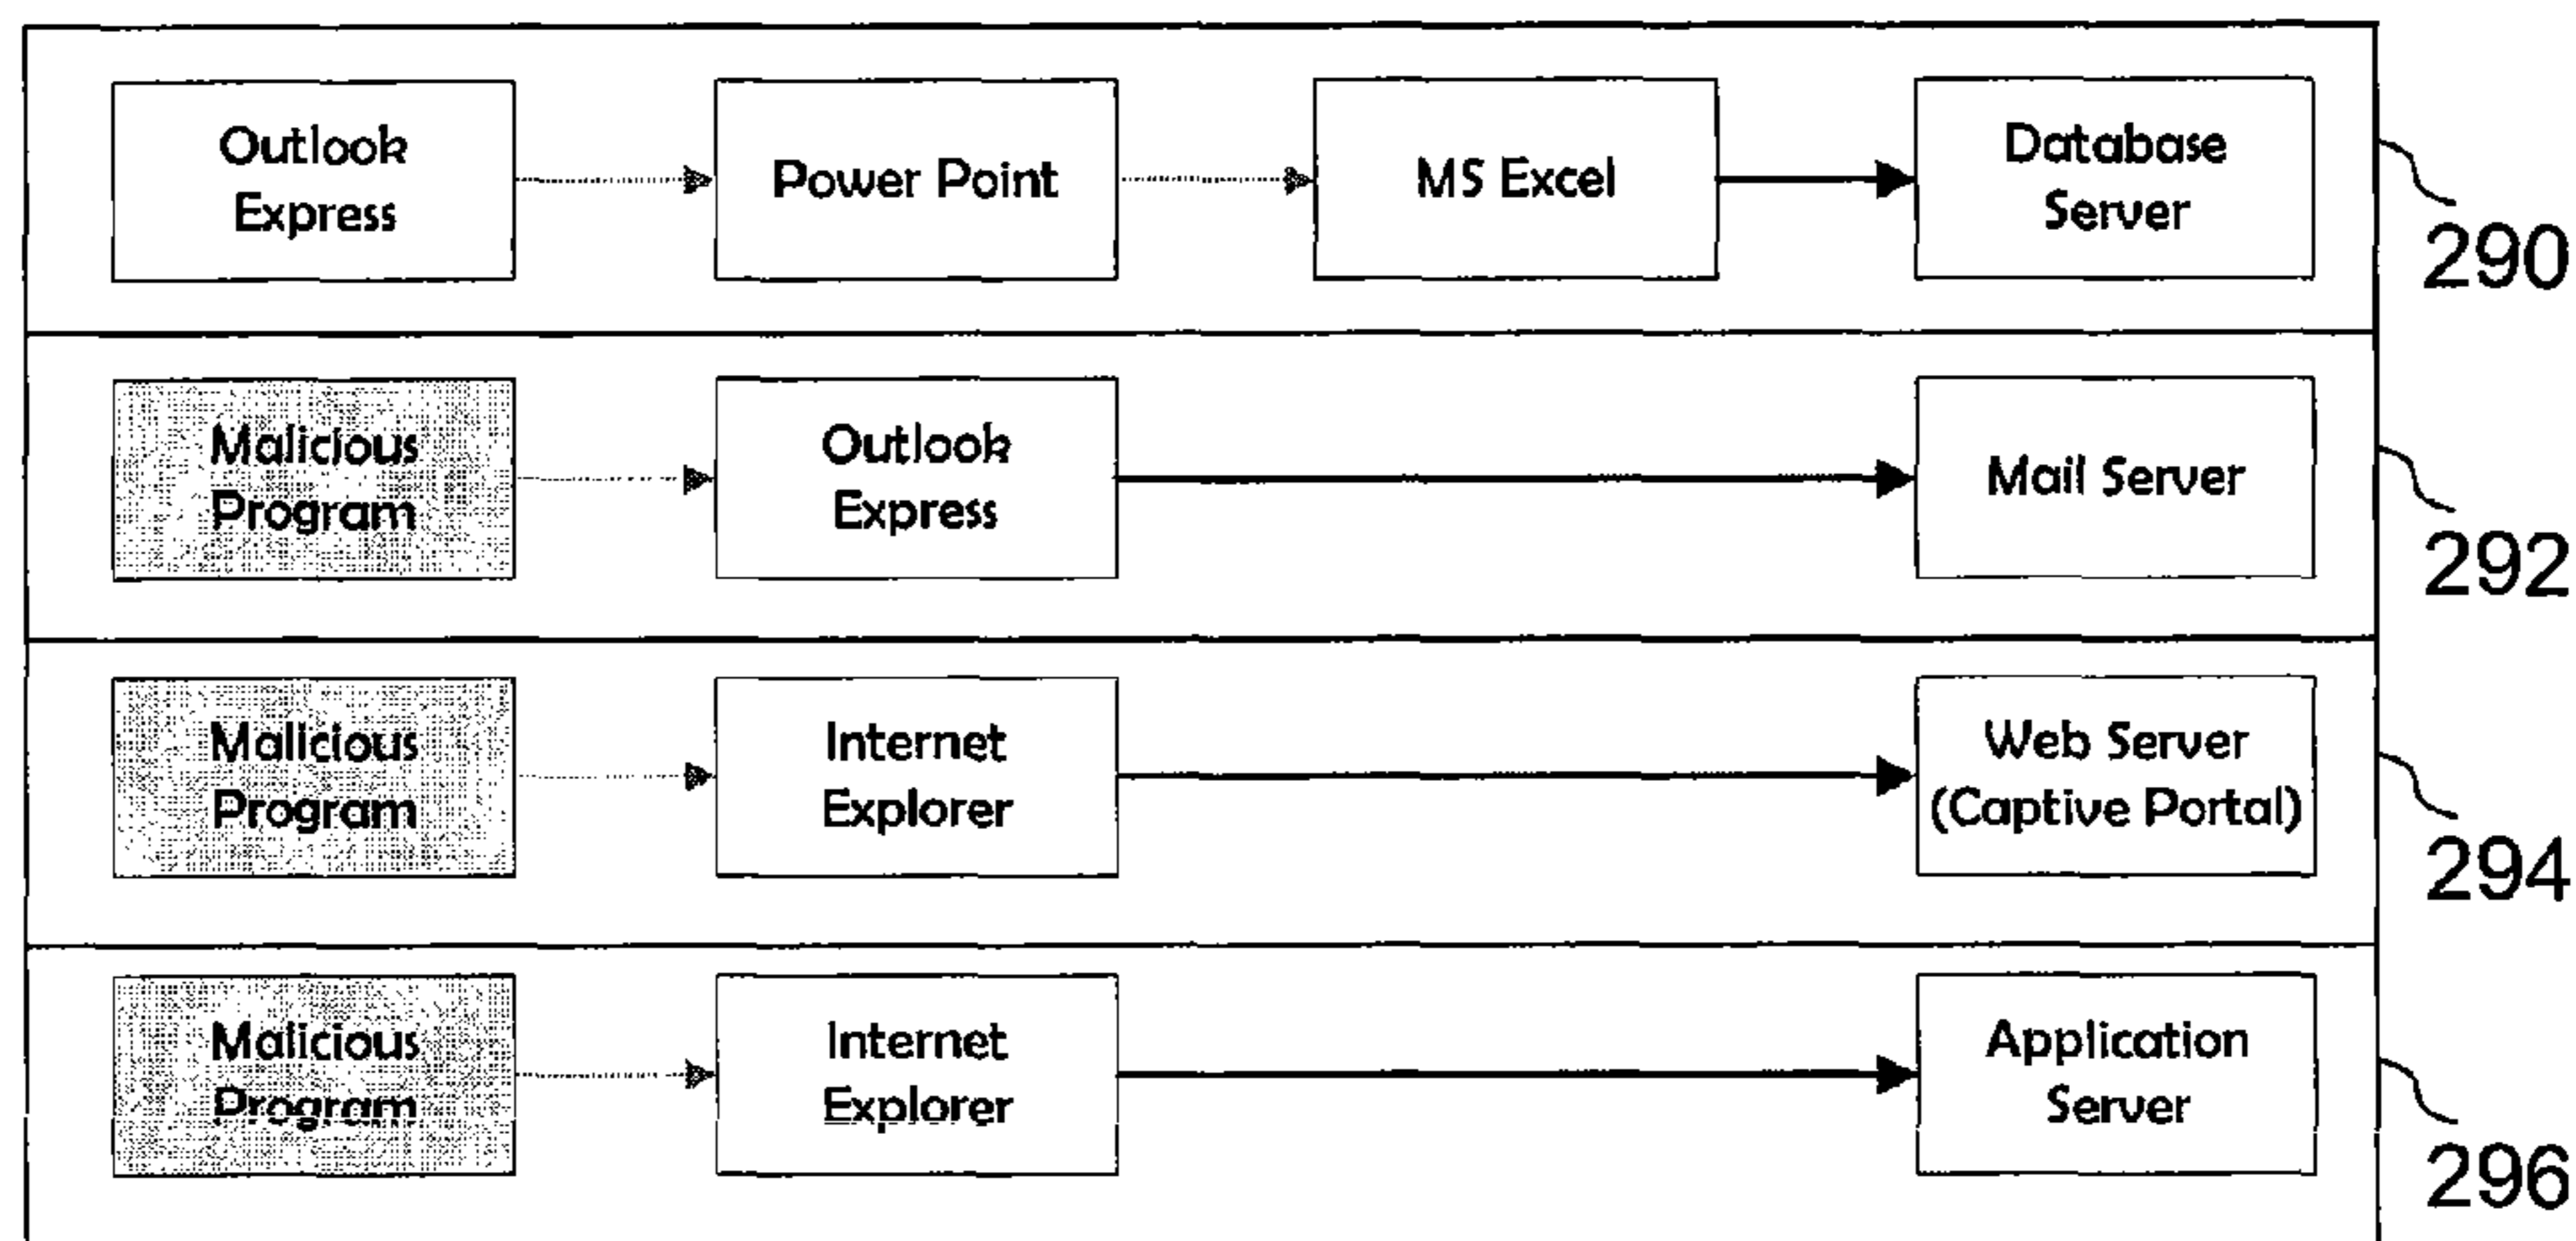 Outlook
Express
Power Point
MS Excel
Database
Server
290
Malicious
Program
Outlook
Express
Mail Server
292
Malicious
Program
Internet
Explorer
Web Server
(Captive Portal)
294
Malicious
Program
Internet
Explorer
Application
Server
296